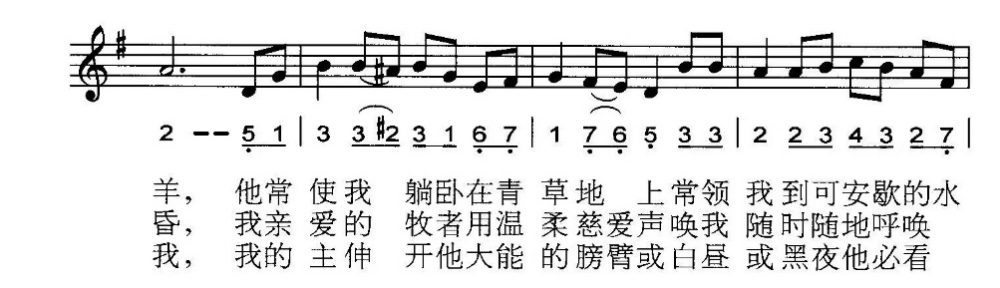 2 - - 5 1 | 3 3 #2 3 1 6 7 | 1 7 6 5 3 3 | 2 2 3 4 3 2 7 |
羊， 他常 使我 躺卧在青 草地 上常领 我到可安歇的水
昏， 我亲 爱的 牧者用温 柔慈爱声唤我 随时随地呼唤
我， 我的 主伸 开他大能 的膀臂或白昼 或黑夜他必看